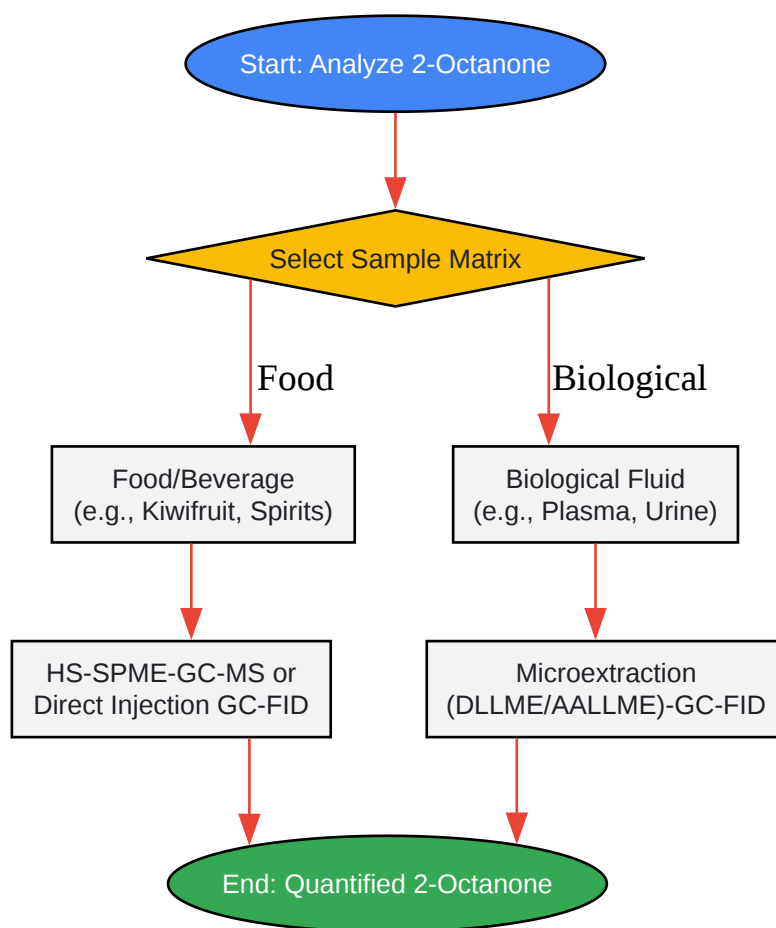 Start: Analyze 2-Octanone
Select Sample Matrix
Food
Biological
Food/Beverage
(e.g., Kiwifruit, Spirits)
Biological Fluid
(e.g., Plasma, Urine)
HS-SPME-GC-MS or
Direct Injection GC-FID
Microextraction
(DLLME/AALLME)-GC-FID
End: Quantified 2-Octanone